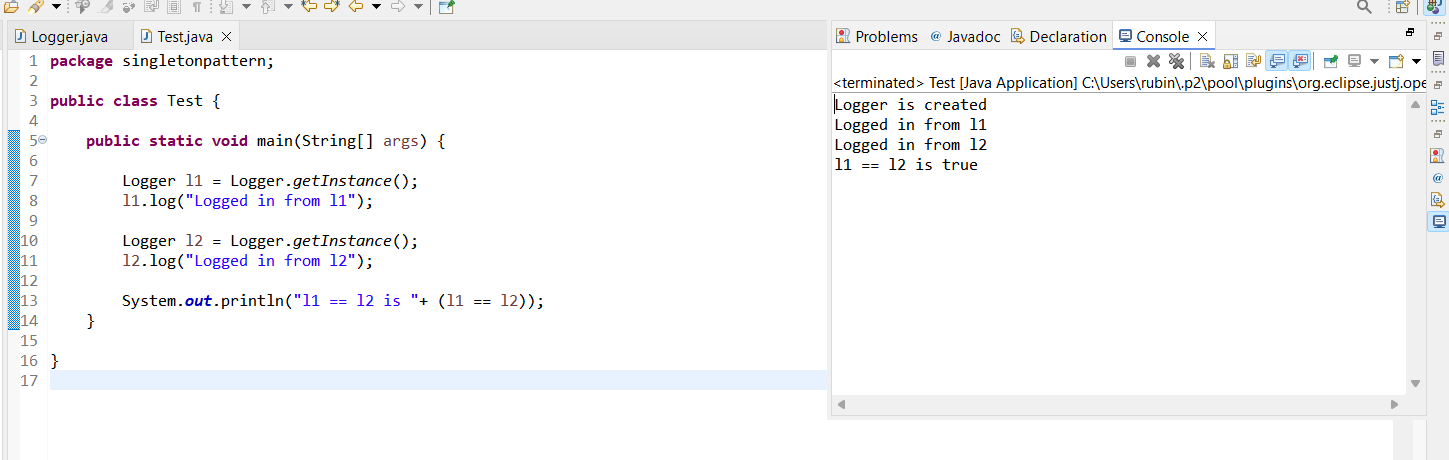 Logger.java
Test.java
1 package singletonpattern;
2
3 public class Test {
4
5 public static void main(String[] args) {
6
7 Logger l1 = Logger.getInstance();
8 l1.log("Logged in from l1");
9
10 Logger l2 = Logger.getInstance();
11 l2.log("Logged in from l2");
12
13 System.out.println("l1 == l2 is "+ (l1 == l2));
14 }
15
16 }
17
Problems @ Javadoc Declaration Console
<terminated> Test [Java Application] C:\Users\rubin\.p2\pool\plugins\org.eclipse.justj.ope
Logger is created
Logged in from l1
Logged in from l2
l1 == l2 is true